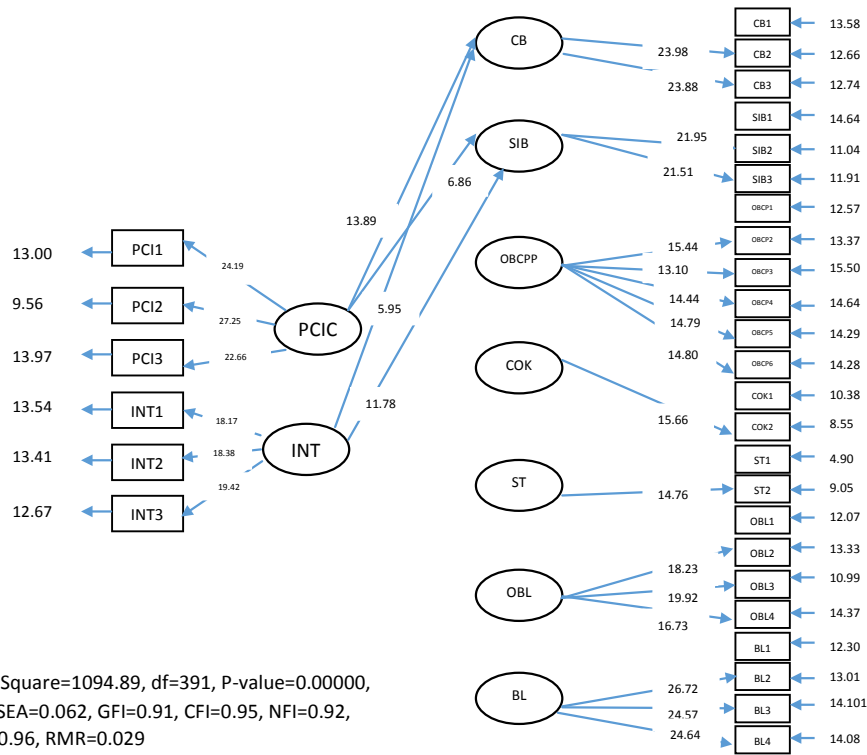 CB
SIB
OBCPP
COK
ST
OBL
BL
PCIC
INT
PCI1
PCI2
PCI3
INT1
INT2
INT3
13.00
9.56
13.97
13.54
13.41
12.67
24.19
27.25
22.66
18.17
18.38
19.42
13.89
6.86
5.95
11.78
23.98
23.88
21.95
21.51
15.44
13.10
14.44
14.79
14.80
15.66
14.76
18.23
19.92
16.73
26.72
24.57
24.64
CB1 13.58
CB2 12.66
CB3 12.74
SIB1 14.64
SIB2 11.04
SIB3 11.91
OBCP1 12.57
OBCP2 13.37
OBCP3 15.50
OBCP4 14.64
OBCP5 14.29
OBCP6 14.28
COK1 10.38
COK2 8.55
ST1 4.90
ST2 9.05
OBL1 12.07
OBL2 13.33
OBL3 10.99
OBL4 14.37
BL1 12.30
BL2 13.01
BL3 14.101
BL4 14.08
Square=1094.89, df=391, P-value=0.00000,
SEA=0.062, GFI=0.91, CFI=0.95, NFI=0.92,
0.96, RMR=0.029